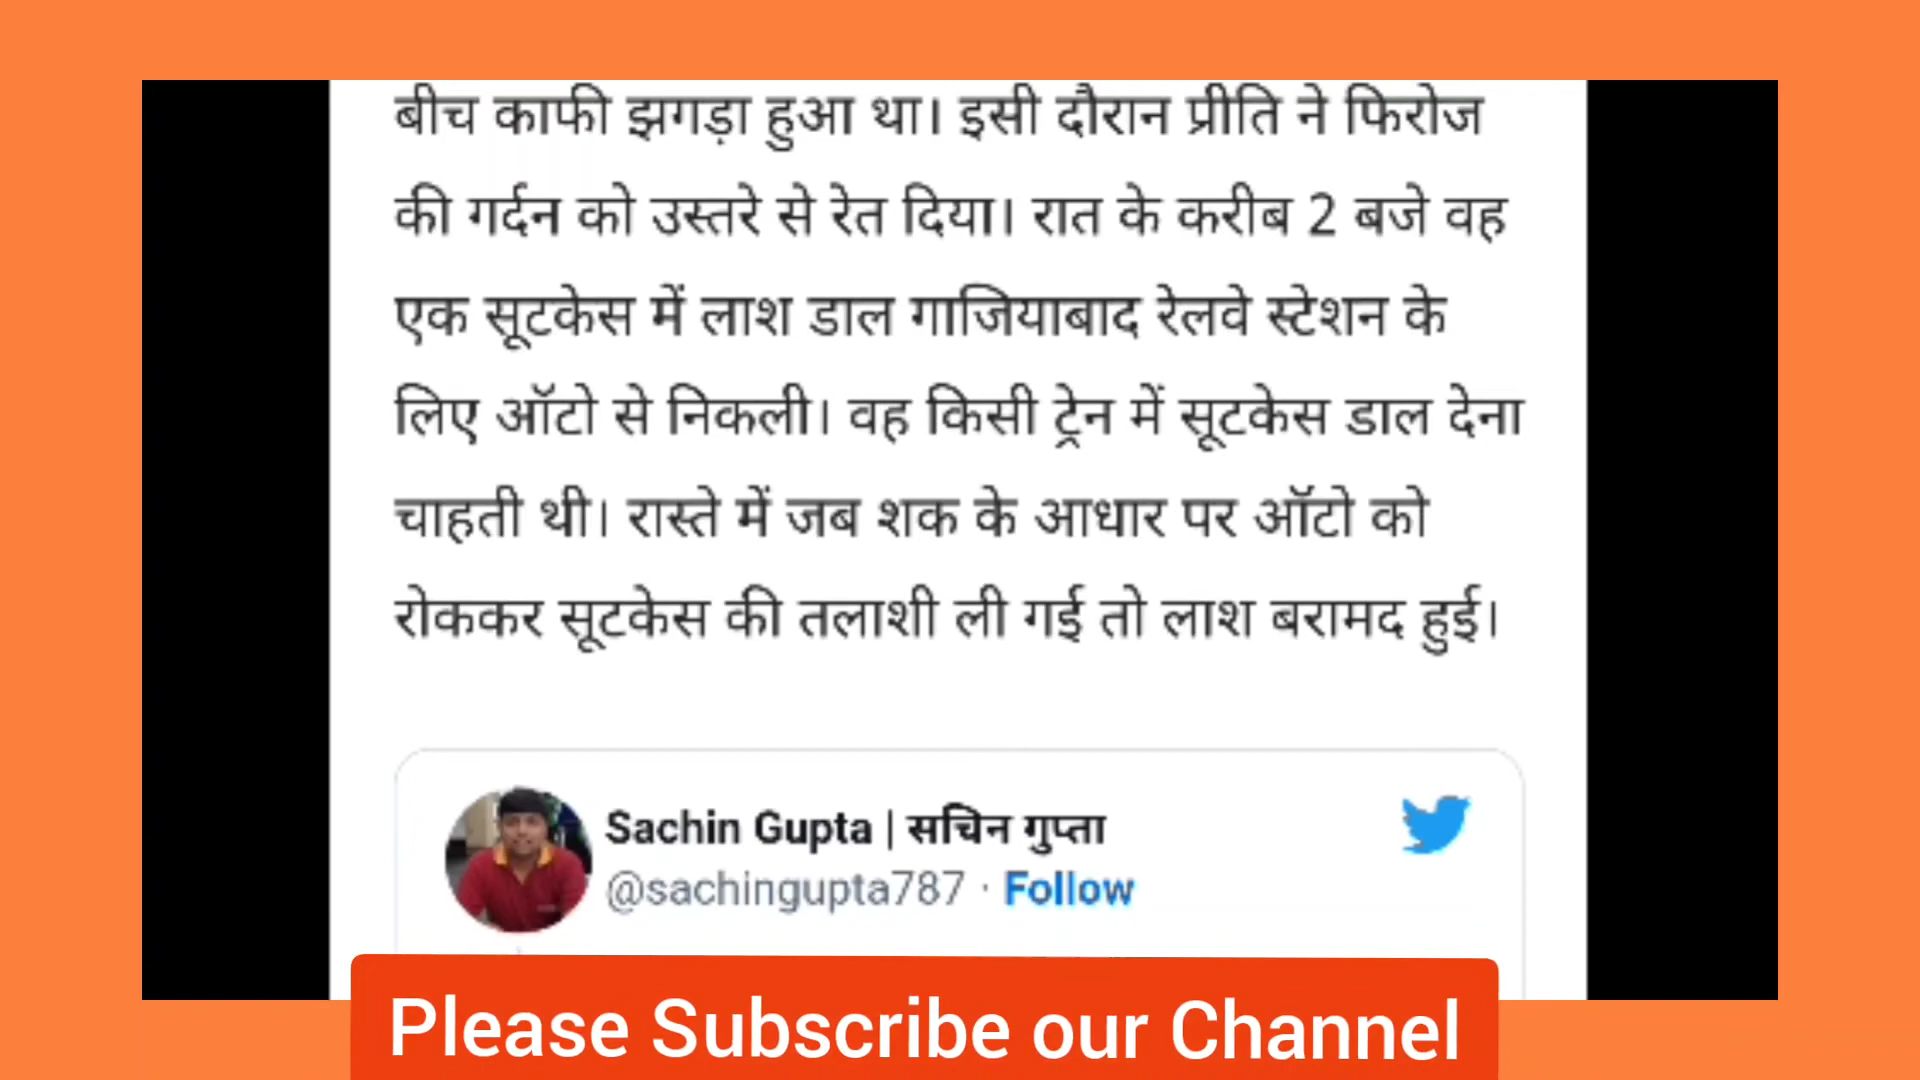 बीच काफी झगड़ा हुआ था। इसी दौरान प्रीति ने फिरोज
की गर्दन को उस्तरे से रेत दिया। रात के करीब 2 बजे वह
एक सूटकेस में लाश डाल गाजियाबाद रेलवे स्टेशन के
लिए ऑटो से निकली। वह किसी ट्रेन में सूटकेस डाल देना
चाहती थी। रास्ते में जब शक के आधार पर ऑटो को
रोककर सूटकेस की तलाशी ली गई तो लाश बरामद हुई।
Sachin Gupta | सचिन गुप्ता
@sachingupta787 · Follow
Please Subscribe our Channel